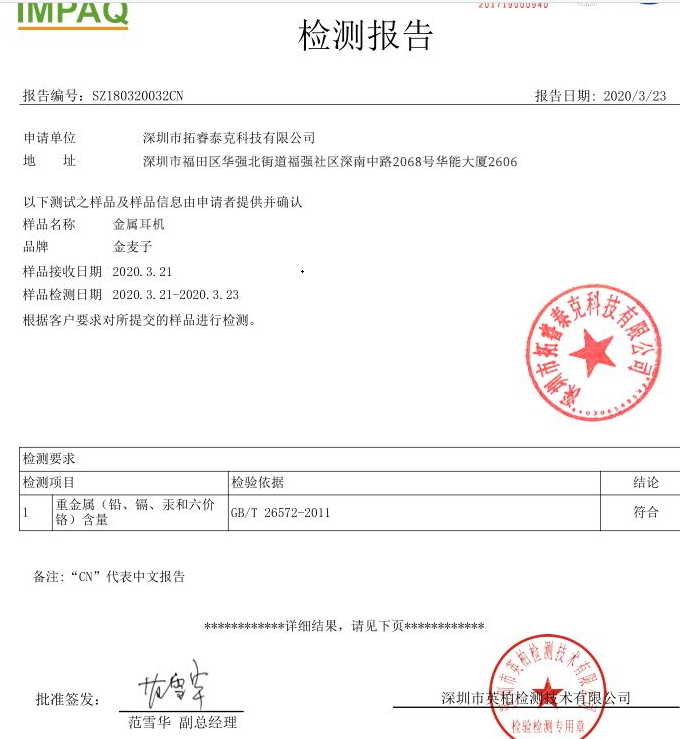 IMPAQ
201719000940
检测报告
报告编号：SZ180320032CN
报告日期: 2020/3/23
申请单位 深圳市拓睿泰克科技有限公司
地 址 深圳市福田区华强北街道福强社区深南中路2068号华能大厦2606
以下测试之样品及样品信息由申请者提供并确认
样品名称 金属耳机
品牌 金麦子
样品接收日期 2020.3.21
样品检测日期 2020.3.21-2020.3.23
根据客户要求对所提交的样品进行检测。
深圳市拓睿泰克科技有限公司
检测要求
检测项目 检验依据 结论
1 重金属（铅、镉、汞和六价 GB/T 26572-2011 符合
铬）含量
备注:“CN”代表中文报告
************详细结果，请见下页************
批准签发：
范雪华 副总经理
深圳市英柏检测技术有限公司
深圳市英柏检测技术有限公司
检验检测专用章